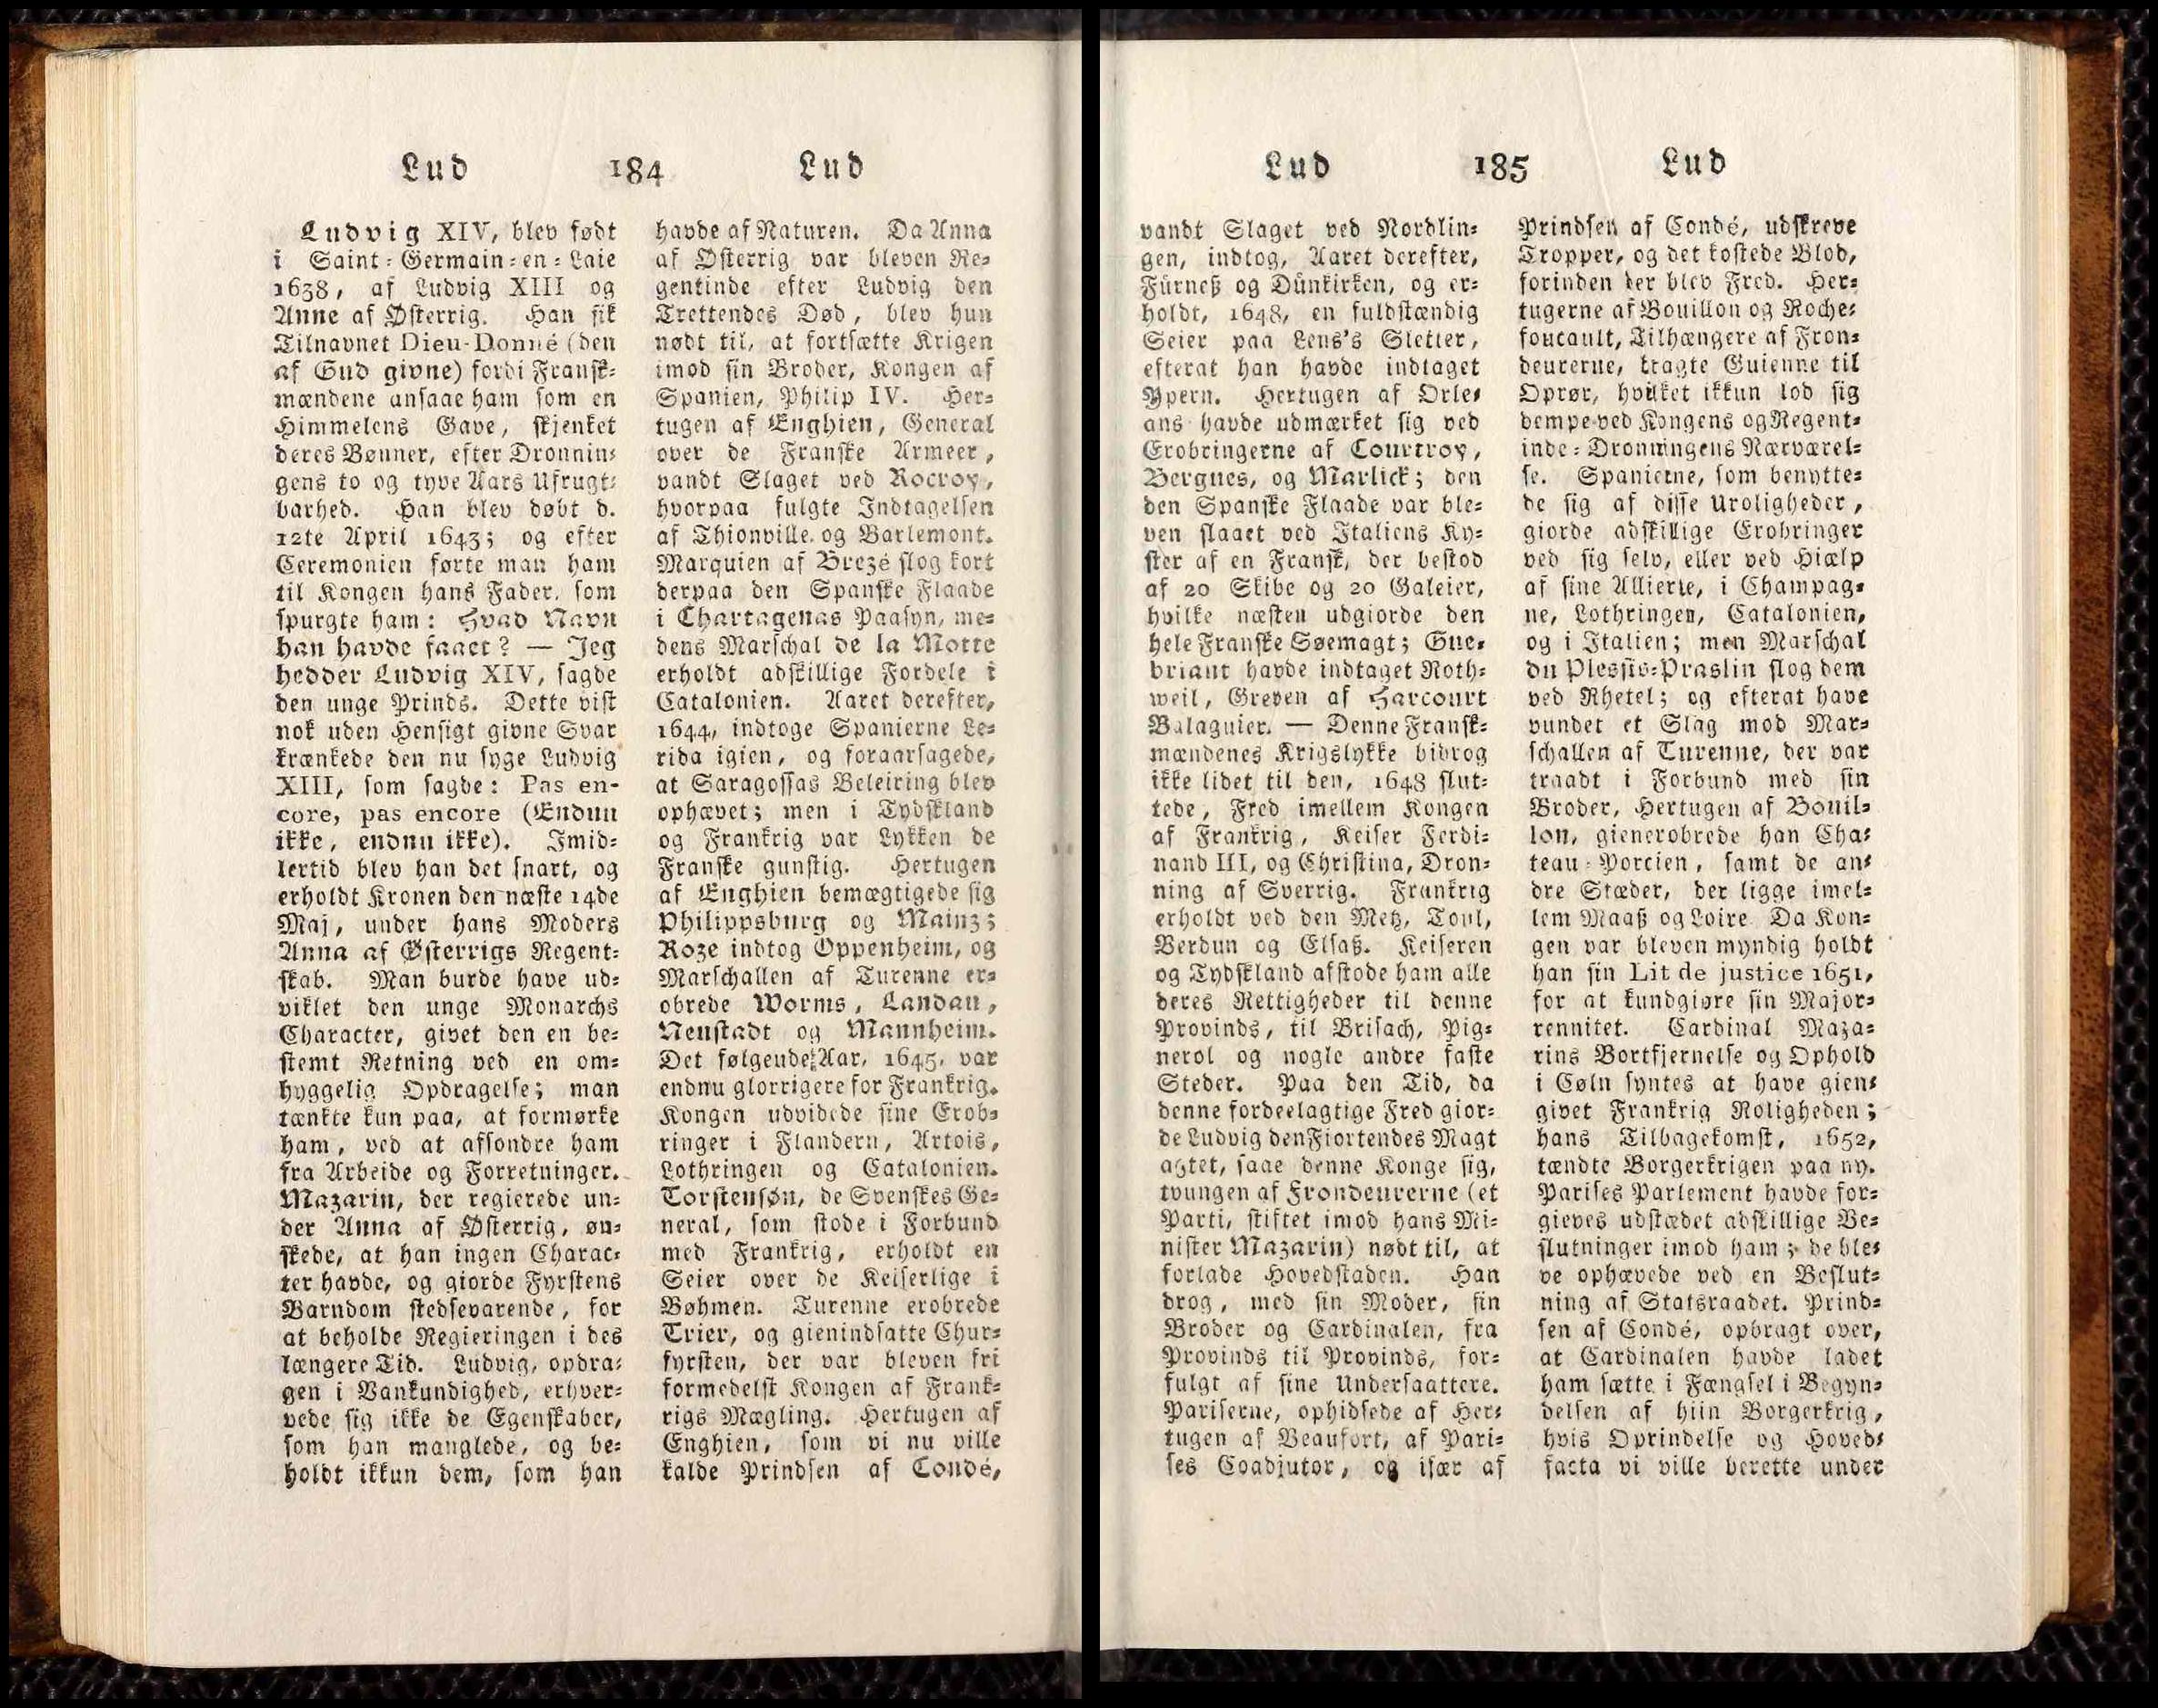 Lud 184 Lud
Ludvig XIV, blev født
i Saint-Germain-en-Laie
1638, af Ludvig XIII og
Anne af Østerrig. Han fik
Tilnavnet Dieu-Donné (den
af Gud givne) fordi Fransk-
mændene ansaae ham som en
Himmelens Gave, skjenket
deres Bønner, efter Dronnin-
gens to og tyve Aars Ufrugt-
barhed. Han blev døbt d.
12te April 1643; og efter
Ceremonien førte man ham
til Kongen hans Fader, som
spurgte ham: Hvad Navn
han havde faaet? — Jeg
hedder Ludvig XIV, sagde
den unge Prinds. Dette vist
nok uden Hensigt givne Svar
krænkede den nu syge Ludvig
XIII, som sagde: Pas en-
core, pas encore (Endnu
ikke, endnu ikke). Imid-
lertid blev han det snart, og
erholdt Kronen den næste 14de
Maj, under hans Moders
Anna af Østerrigs Regent-
skab. Man burde have ud-
viklet den unge Monarchs
Character, givet den en be-
stemt Retning ved en om-
hyggelig Opdragelse; man
tænkte kun paa, at formørke
ham, ved at afsondre ham
fra Arbeide og Forretninger.
Mazarin, der regierede un-
der Anna af Østerrig, øn-
skede, at han ingen Charac-
ter havde, og giorde Fyrstens
Barndom stedsevarende, for
at beholde Regieringen i des
længere Tid. Ludvig, opdra-
gen i Vankundighed, erhver-
vede sig ikke de Egenskaber,
som han manglede, og be-
holdt ikkun dem, som han
havde af Naturen. Da Anna
af Østerrig var bleven Re-
gentinde efter Ludvig den
Trettendes Død, blev hun
nødt til, at fortsætte Krigen
imod sin Broder, Kongen af
Spanien, Philip IV. Her-
tugen af Enghien, General
over de Franske Armeer,
vandt Slaget ved Rocroy,
hvorpaa fulgte Indtagelsen
af Thionville og Barlemont.
Marquien af Brezé slog kort
derpaa den Spanske Flaade
i Chartagenas Paasyn, me-
dens Marschal de la Motte
erholdt adskillige Fordele i
Catalonien. Aaret derefter,
1644, indtoge Spanierne Le-
rida igien, og foraarsagede,
at Saragossas Beleiring blev
ophævet; men i Tydskland
og Frankrig var Lykken de
Franske gunstig. Hertugen
af Enghien bemægtigede sig
Philippsburg og Mainz;
Roze indtog Oppenheim, og
Marschallen af Turenne er-
obrede Worms, Landau,
Neustadt og Mannheim.
Det følgende Aar, 1645, var
endnu glorrigere for Frankrig.
Kongen udvidede sine Erob-
ringer i Flandern, Artois,
Lothringen og Catalonien.
Torstensøn, de Svenskes Ge-
neral, som stode i Forbund
med Frankrig, erholdt en
Seier over de Keiserlige i
Bøhmen. Turenne erobrede
Trier, og gienindsatte Chur-
fyrsten, der var bleven fri
formedelst Kongen af Frank-
rigs Mægling. Hertugen af
Enghien, som vi nu ville
kalde Prindsen af Condé,
Lud 185 Lud
vandt Slaget ved Nordlin-
gen, indtog, Aaret derefter,
Fürneß og Dünkirken, og er-
holdt, 1648, en fuldstændig
Seier paa Lens's Sletter,
efterat han havde indtaget
Ypern. Hertugen af Orle-
ans havde udmærket sig ved
Erobringerne af Courtroy,
Bergues, og Marlick; den
den Spanske Flaade var ble-
ven slaaet ved Italiens Ky-
ster af en Fransk, der bestod
af 20 Skibe og 20 Galeier,
hvilke næsten udgiorde den
hele Franske Søemagt; Gue-
briant havde indtaget Roth-
weil, Greven af Harcourt
Balaguier. — Denne Fransk-
mændenes Krigslykke bidrog
ikke lidet til den, 1648 slut-
tede, Fred imellem Kongen
af Frankrig, Keiser Ferdi-
nand III, og Christina, Dron-
ning af Sverrig. Frankrig
erholdt ved den Metz, Toul,
Verdun og Elsaß. Keiseren
og Tydskland afstode ham alle
deres Rettigheder til denne
Provinds, til Brisach, Pig-
nerol og nogle andre faste
Steder. Paa den Tid, da
denne fordeelagtige Fred gior-
de Ludvig den Fiortendes Magt
agtet, saae denne Konge sig,
tvungen af Frondeurerne (et
Parti, stiftet imod hans Mi-
nister Mazarin) nødt til, at
forlade Hovedstaden. Han
drog, med sin Moder, sin
Broder og Cardinalen, fra
Provinds til Provinds, for-
fulgt af sine Undersaattere.
Pariserne, ophidsede af Her-
tugen af Beaufort, af Pari-
ses Coadjutor, og især af
Prindsen af Condé, udskreve
Tropper, og det kostede Blod,
forinden der blev Fred. Her-
tugerne af Bouillon og Roche-
foucault, Tilhængere af Fron-
deurerne, bragte Guienne til
Oprør, hvilket ikkun lod sig
dempe ved Kongens og Regent-
inde-Dronningens Nærværel-
se. Spanierne, som benytte-
de sig af disse Uroligheder,
giorde adskillige Erobringer
ved sig selv, eller ved Hiælp
af sine Allierte, i Champag-
ne, Lothringen, Catalonien,
og i Italien; men Marschal
du Plessis-Praslin slog dem
ved Rhetel; og efterat have
vundet et Slag mod Mar-
schallen af Turenne, der var
traadt i Forbund med sin
Broder, Hertugen af Bouil-
lon, gienerobrede han Cha-
teau-Porcien, samt de an-
dre Stæder, der ligge imel-
lem Maaß og Loire. Da Kon-
gen var bleven myndig holdt
han sin Lit de justice 1651,
for at kundgiøre sin Major-
rennitet. Cardinal Maza-
rins Bortfjernelse og Ophold
i Cøln syntes at have gien-
givet Frankrig Roligheden;
hans Tilbagekomst, 1652,
tændte Borgerkrigen paa ny.
Parises Parlement havde for-
gieves udstædet adskillige Be-
slutninger imod ham; de ble-
ve ophævede ved en Beslut-
ning af Statsraadet. Prind-
sen af Condé, opbragt over,
at Cardinalen havde ladet
ham sætte i Fængsel i Begyn-
delsen af hiin Borgerkrig,
hvis Oprindelse og Hoved-
facta vi ville berette under